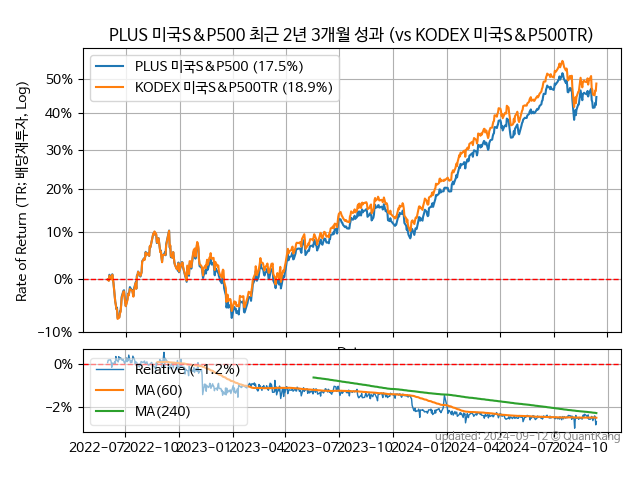 PLUS 미국S&P500 최근 2년 3개월 성과 (vs KODEX 미국S&P500TR)
Rate of Return (TR: 배당재투자, Log)
PLUS 미국S&P500 (17.5%)
KODEX 미국S&P500TR (18.9%)
50%
40%
30%
20%
10%
0%
−10%
Relative (−1.2%)
MA(60)
MA(240)
0%
−2%
2022-07
2022-10
2023-01
2023-04
2023-07
2023-10
2024-01
2024-04
2024-07
2024-10
updated: 2024-09-12 © QuantKang